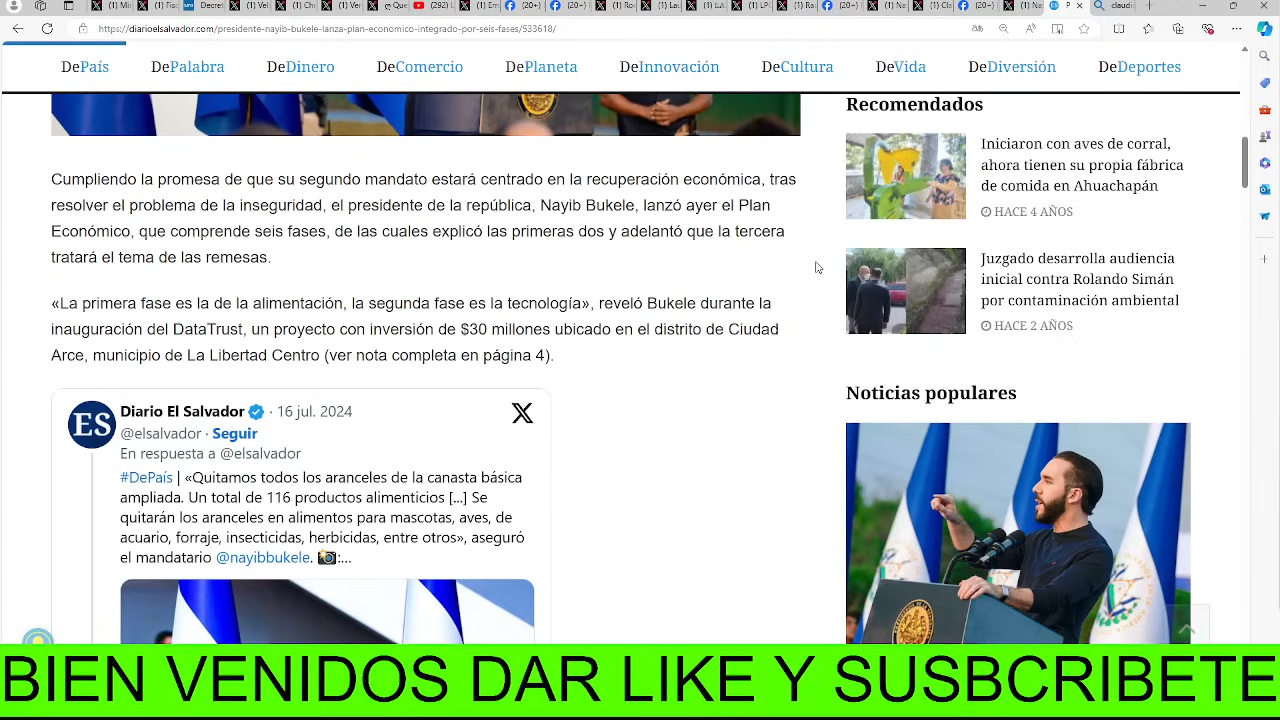 https://diarioelsalvador.com/presidente-nayib-bukele-lanza-plan-economico-integrado-por-seis-fases/533618/
DePaís DePalabra DeDinero DeComercio DePlaneta DeInnovación DeCultura DeVida DeDiversión DeDeportes
Cumpliendo la promesa de que su segundo mandato estará centrado en la recuperación económica, tras
resolver el problema de la inseguridad, el presidente de la república, Nayib Bukele, lanzó ayer el Plan
Económico, que comprende seis fases, de las cuales explicó las primeras dos y adelantó que la tercera
tratará el tema de las remesas.
«La primera fase es la de la alimentación, la segunda fase es la tecnología», reveló Bukele durante la
inauguración del DataTrust, un proyecto con inversión de $30 millones ubicado en el distrito de Ciudad
Arce, municipio de La Libertad Centro (ver nota completa en página 4).
ES
Diario El Salvador · 16 jul. 2024
@elsalvador · Seguir
En respuesta a @elsalvador
#DePaís | «Quitamos todos los aranceles de la canasta básica
ampliada. Un total de 116 productos alimenticios [...] Se
quitarán los aranceles en alimentos para mascotas, aves, de
acuario, forraje, insecticidas, herbicidas, entre otros», aseguró
el mandatario @nayibbukele. :...
Recomendados
Iniciaron con aves de corral,
ahora tienen su propia fábrica
de comida en Ahuachapán
HACE 4 AÑOS
Juzgado desarrolla audiencia
inicial contra Rolando Simán
por contaminación ambiental
HACE 2 AÑOS
Noticias populares
BIEN VENIDOS DAR LIKE Y SUSBCRIBETE